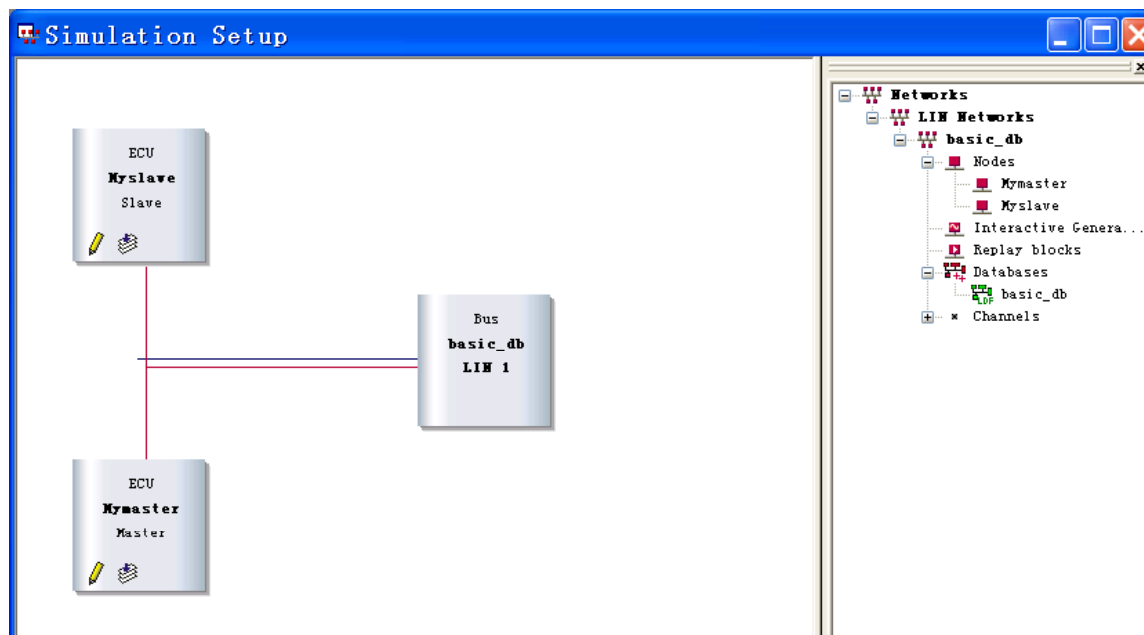 Simulation Setup
ECU
Myslave
Slave
Bus
basic_db
LIN 1
ECU
Mymaster
Master
Networks
LIN Networks
basic_db
Nodes
Mymaster
Myslave
Interactive Genera...
Replay blocks
Databases
LDF basic_db
Channels